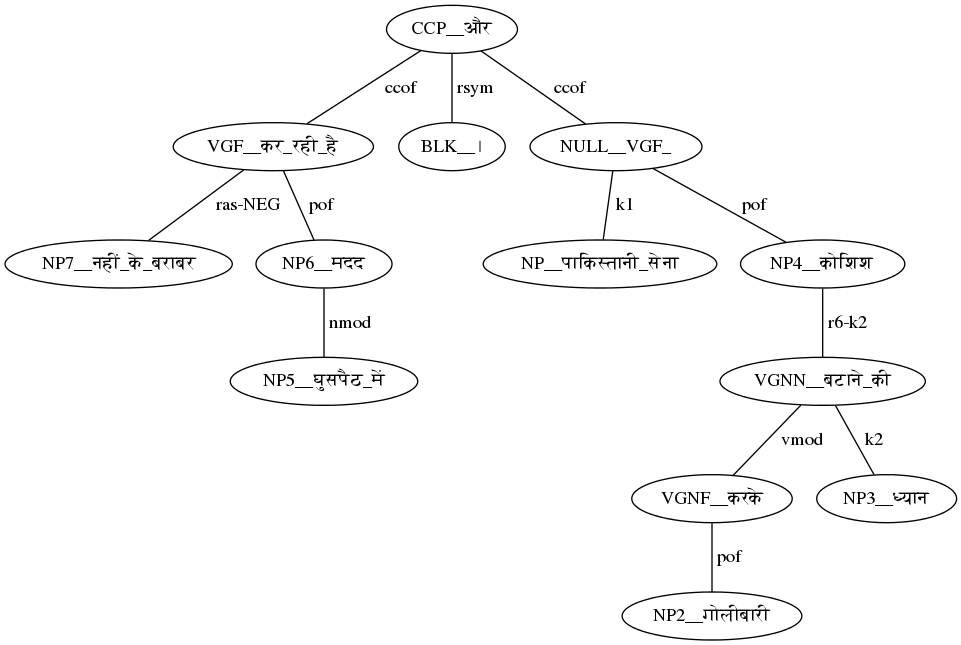 CCP__और
ccof rsym ccof
VGF__कर_रही_है BLK__। NULL__VGF_
ras-NEG pof k1 pof
NP7__नहीं_के_बराबर NP6__मदद NP__पाकिस्तानी_सेना NP4__कोशिश
nmod r6-k2
NP5__घुसपैठ_में VGNN__बटाने_की
vmod k2
VGNF__करके NP3__ध्यान
pof
NP2__गोलीबारी